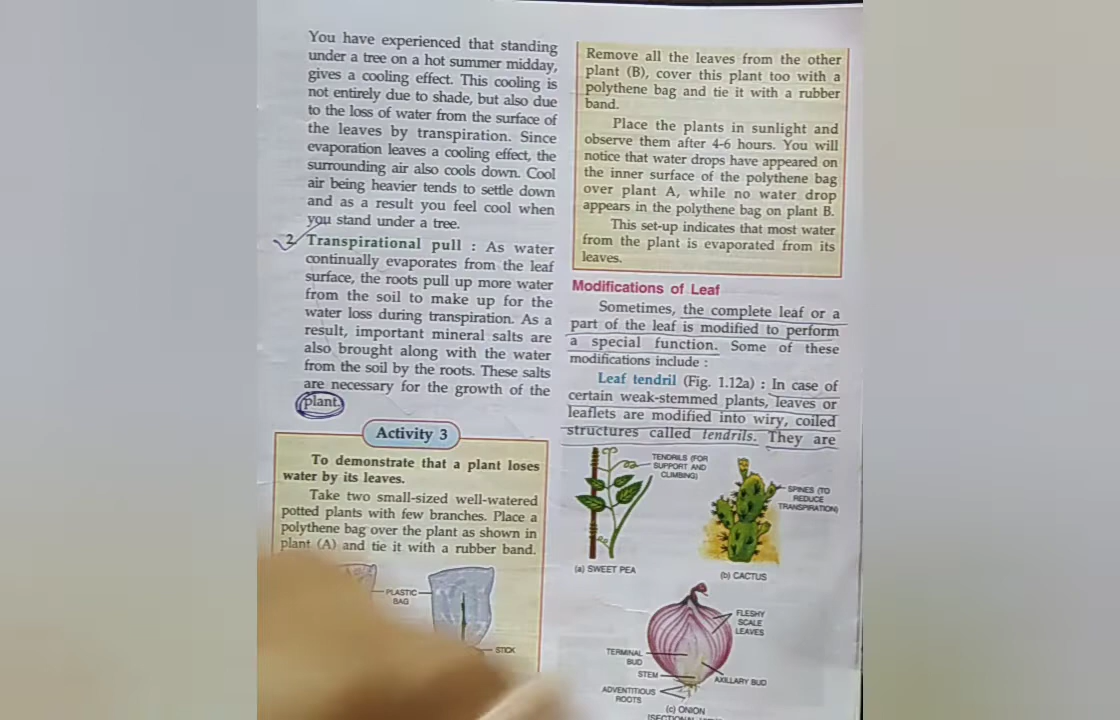 You have experienced that standing
under a tree on a hot summer midday,
gives a cooling effect. This cooling is
not entirely due to shade, but also due
to the loss of water from the surface of
the leaves by transpiration. Since
evaporation leaves a cooling effect, the
surrounding air also cools down. Cool
air being heavier tends to settle down
and as a result you feel cool when
you stand under a tree.
2. Transpirational pull : As water
continually evaporates from the leaf
surface, the roots pull up more water
from the soil to make up for the
water loss during transpiration. As a
result, important mineral salts are
also brought along with the water
from the soil by the roots. These salts
are necessary for the growth of the
plant.
Activity 3
To demonstrate that a plant loses
water by its leaves.
Take two small-sized well-watered
potted plants with few branches. Place a
polythene bag over the plant as shown in
plant (A) and tie it with a rubber band.
PLASTIC
BAG
STICK
Remove all the leaves from the other
plant (B), cover this plant too with a
polythene bag and tie it with a rubber
band.
Place the plants in sunlight and
observe them after 4-6 hours. You will
notice that water drops have appeared on
the inner surface of the polythene bag
over plant A, while no water drop
appears in the polythene bag on plant B.
This set-up indicates that most water
from the plant is evaporated from its
leaves.
Modifications of Leaf
Sometimes, the complete leaf or a
part of the leaf is modified to perform
a special function. Some of these
modifications include :
Leaf tendril (Fig. 1.12a) : In case of
certain weak-stemmed plants, leaves or
leaflets are modified into wiry, coiled
structures called tendrils. They are
TENDRILS (FOR
SUPPORT AND
CLIMBING)
SPINES (TO
REDUCE
TRANSPIRATION)
(a) SWEET PEA
(b) CACTUS
FLESHY
SCALE
LEAVES
TERMINAL
BUD
STEM
AXILLARY BUD
ADVENTITIOUS
ROOTS
(c) ONION